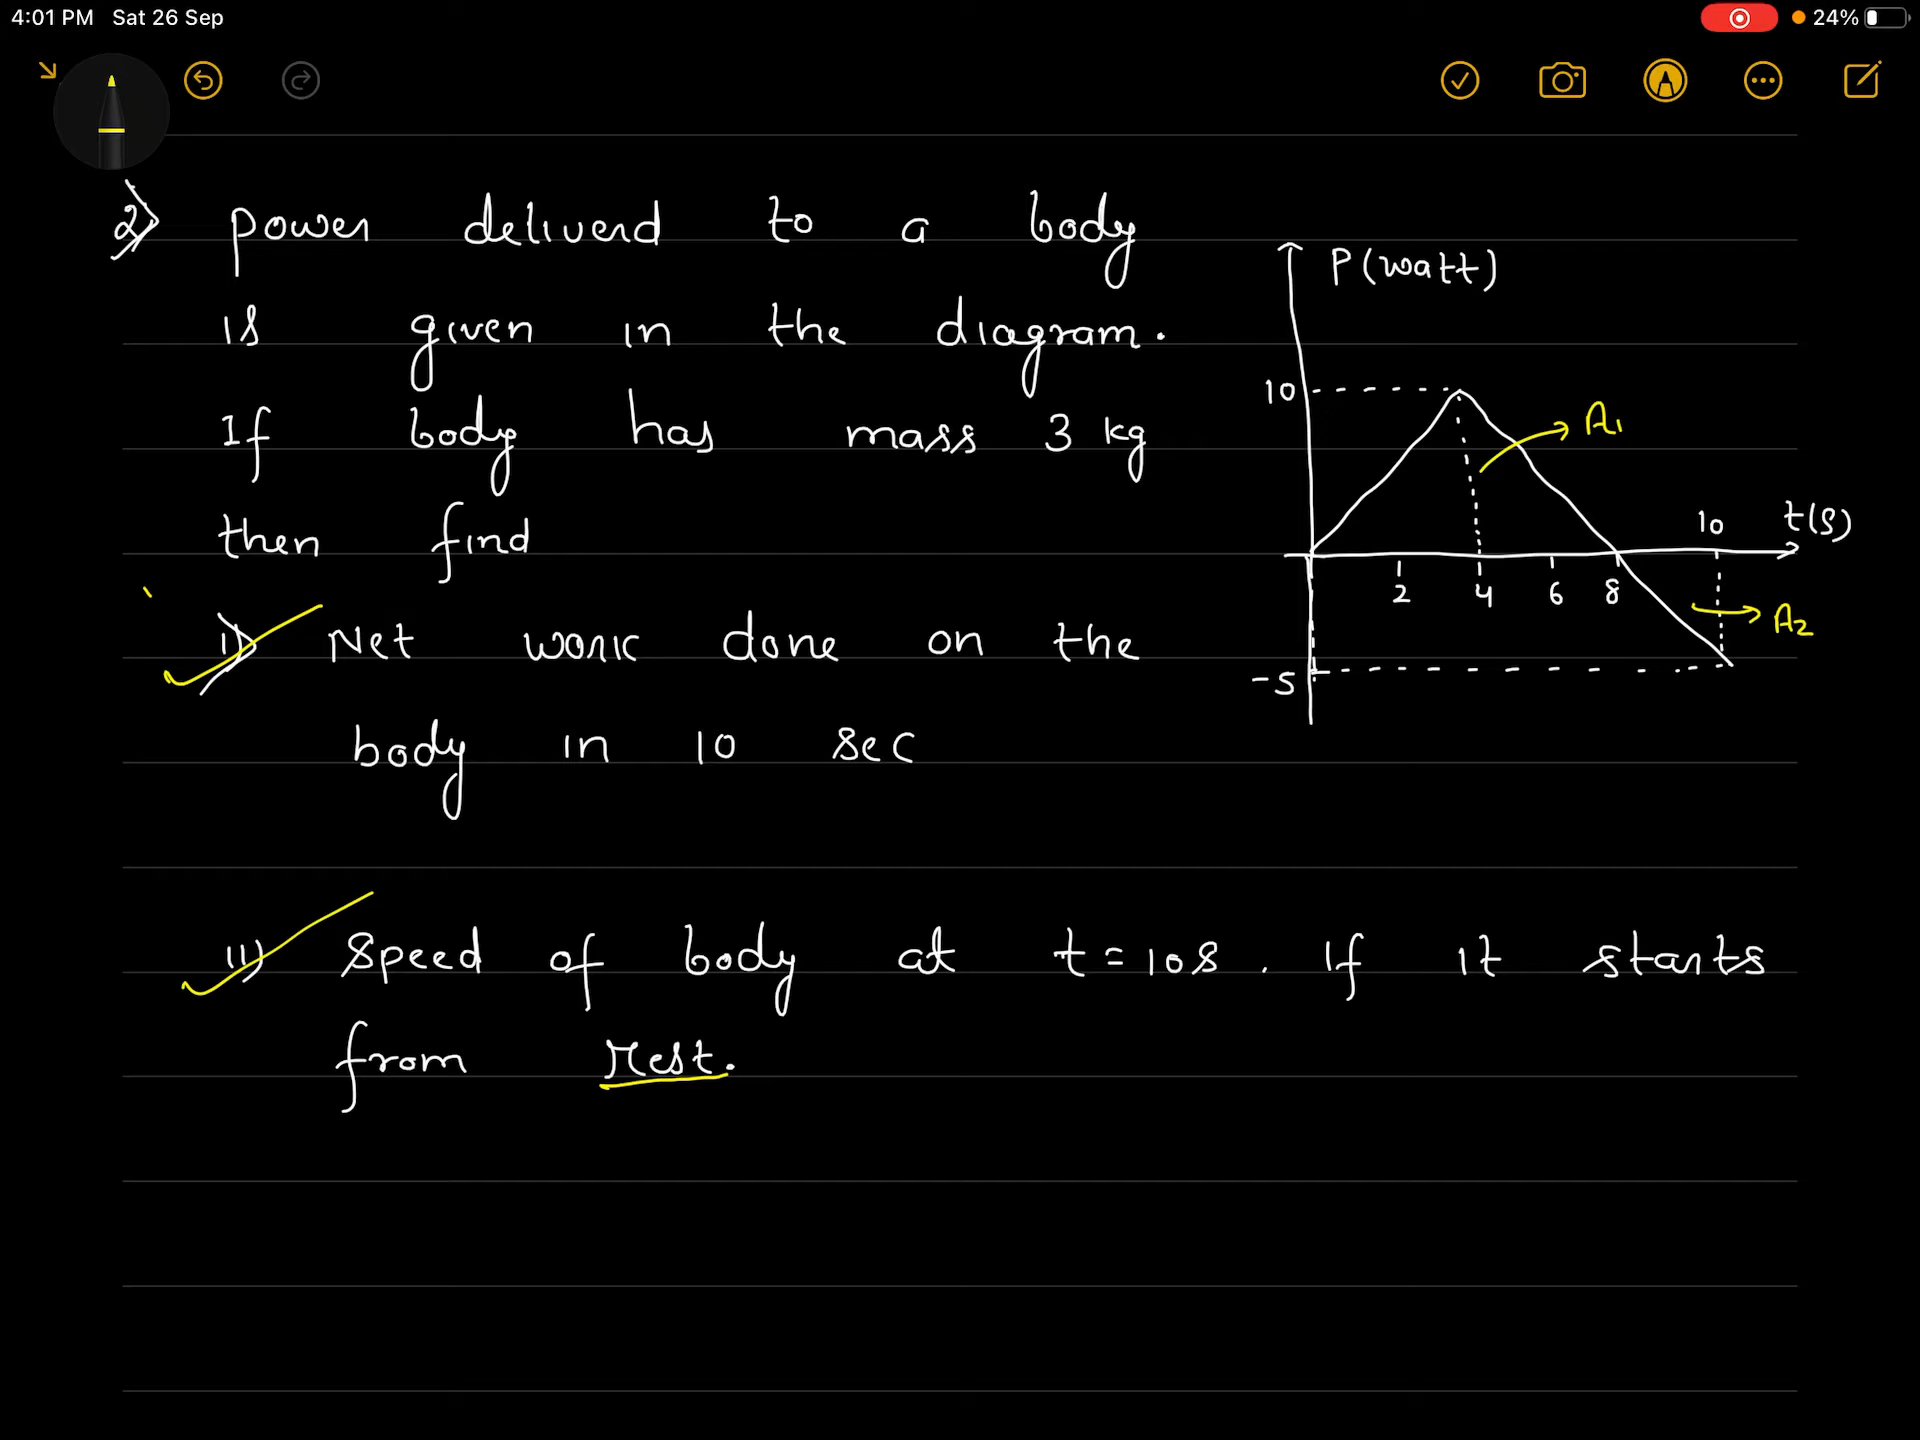 4:01 PM Sat 26 Sep
24%
2) power deliverd to a body
is given in the diagram.
If body has mass 3 kg
then find
i) Net work done on the
body in 10 sec
ii) speed of body at t = 10s . If it starts
from rest.
P (watt)
10
A1
10
t(s)
2 4 6 8
A2
-5